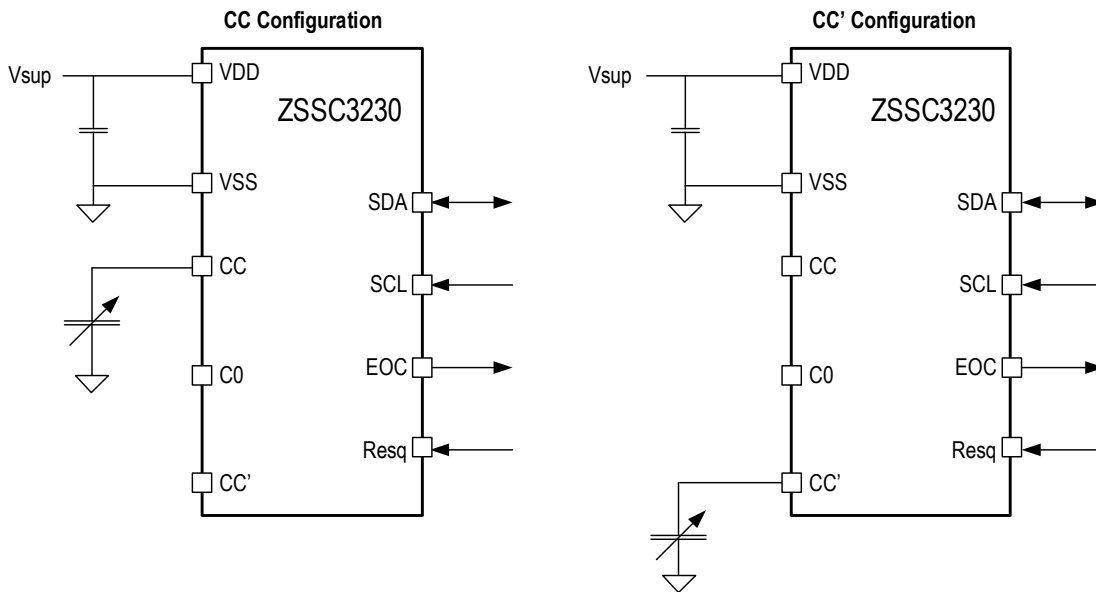 CC Configuration
Vsup
VDD
ZSSC3230
VSS
SDA
CC
SCL
C0
EOC
Resq
CC'
CC’ Configuration
Vsup
VDD
ZSSC3230
VSS
SDA
CC
SCL
C0
EOC
Resq
CC'